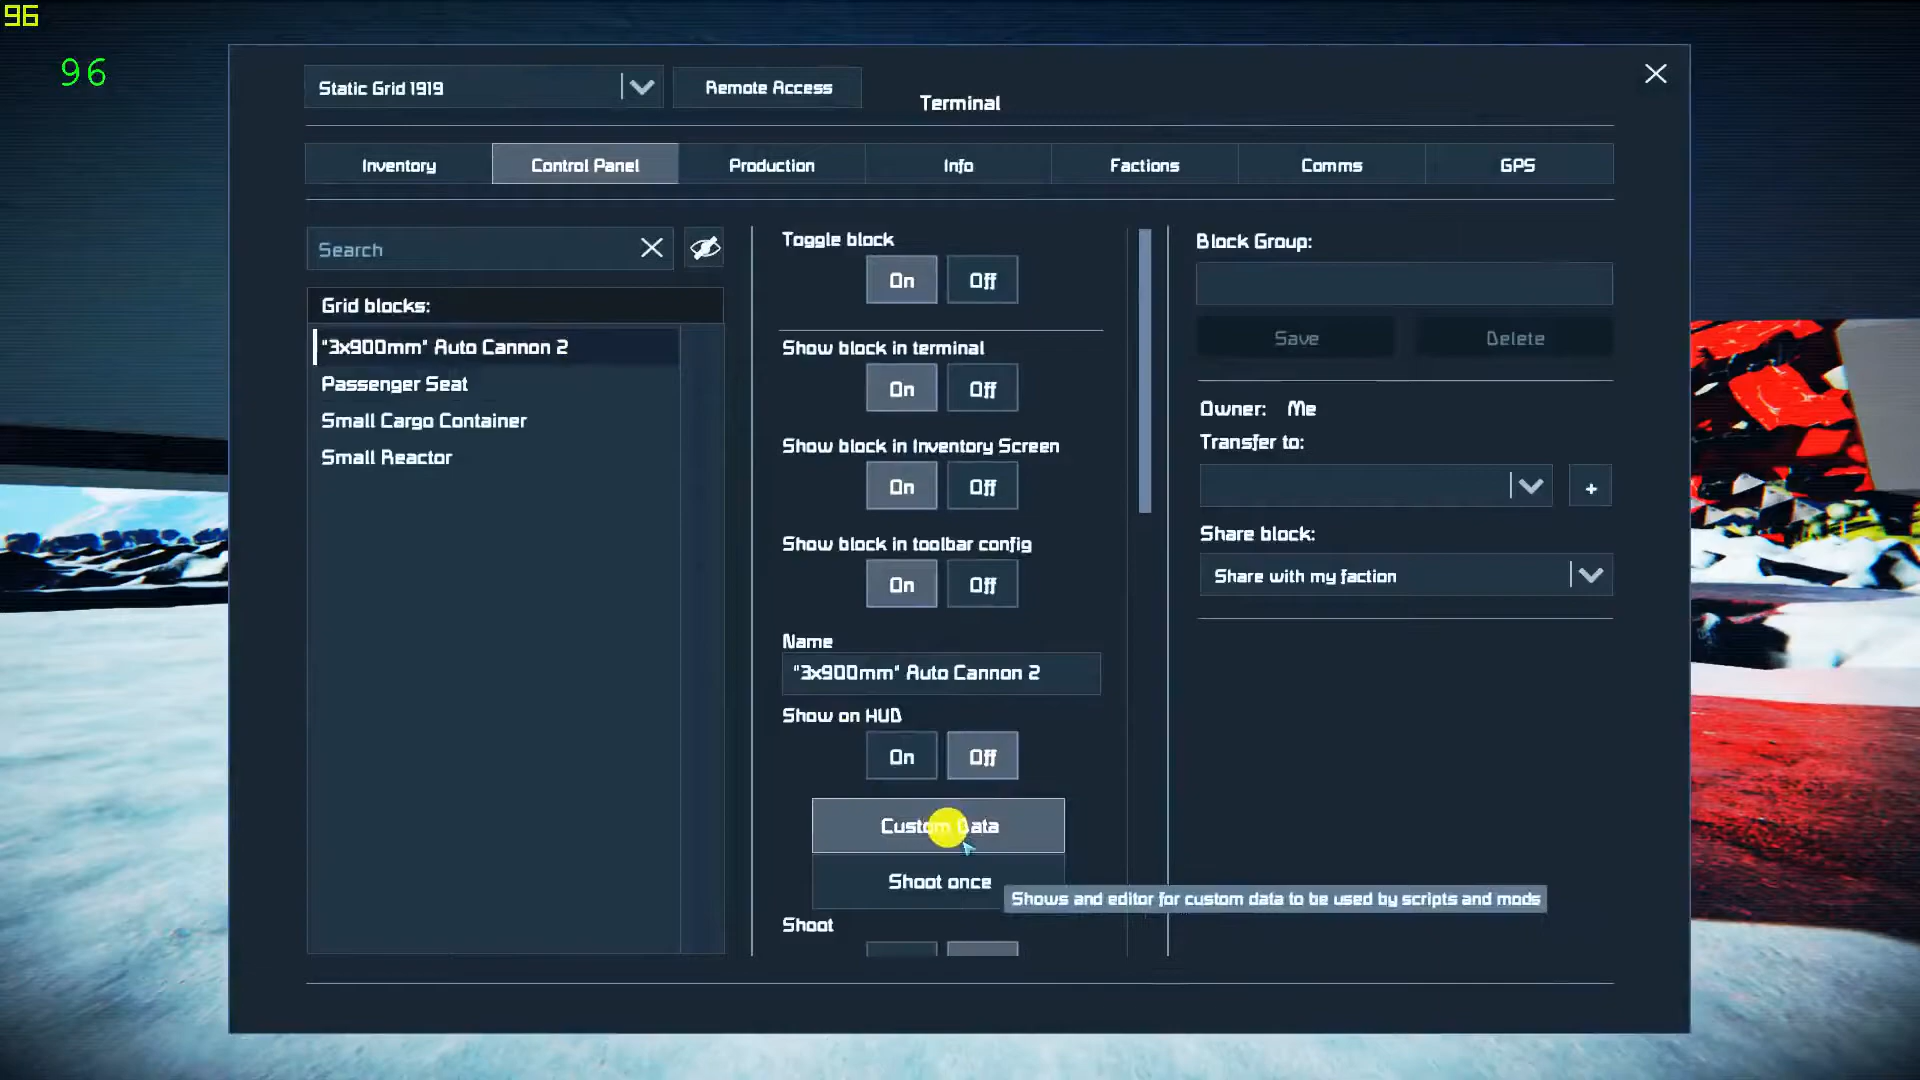 96
96
Static Grid 1919
Remote Access
Terminal
Inventory
Control Panel
Production
Info
Factions
Comms
GPS
Search
Grid blocks:
"3x900mm" Auto Cannon 2
Passenger Seat
Small Cargo Container
Small Reactor
Toggle block
On
Off
Show block in terminal
On
Off
Show block in Inventory Screen
On
Off
Show block in toolbar config
On
Off
Name
"3x900mm" Auto Cannon 2
Show on HUD
On
Off
Custom Data
Shoot once
Shows and editor for custom data to be used by scripts and mods
Shoot
Block Group:
Save
Delete
Owner: Me
Transfer to:
+
Share block:
Share with my faction